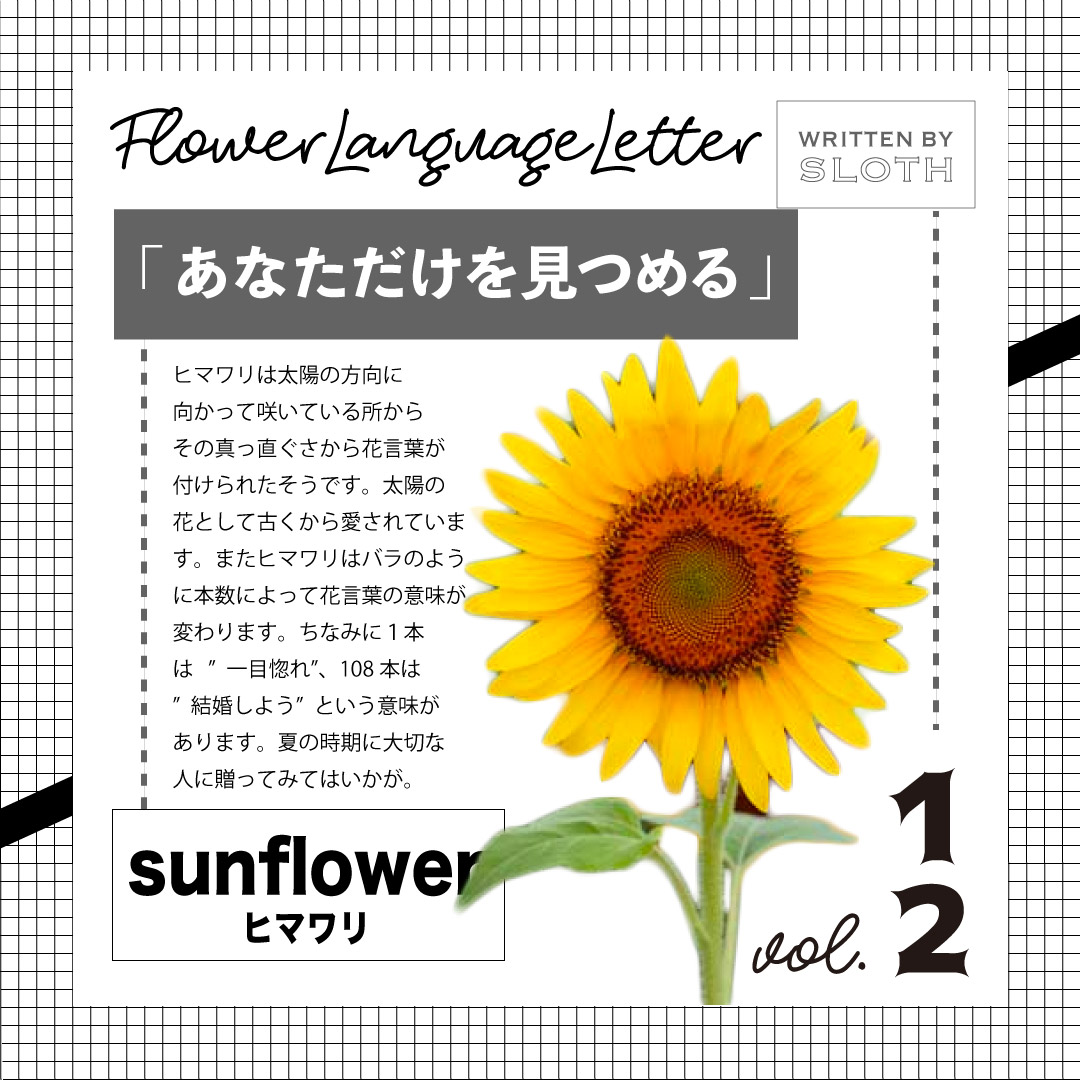 Flower Language Letter
WRITTEN BY
SLOTH
「あなただけを見つめる」
ヒマワリは太陽の方向に
向かって咲いている所から
その真っ直ぐさから花言葉が
付けられたそうです。太陽の
花として古くから愛されていま
す。またヒマワリはバラのよう
に本数によって花言葉の意味が
変わります。ちなみに 1 本
は ” 一目惚れ”、108 本は
”結婚しよう” という意味が
あります。夏の時期に大切な
人に贈ってみてはいかが。
sunflower
ヒマワリ
vol.
1
2